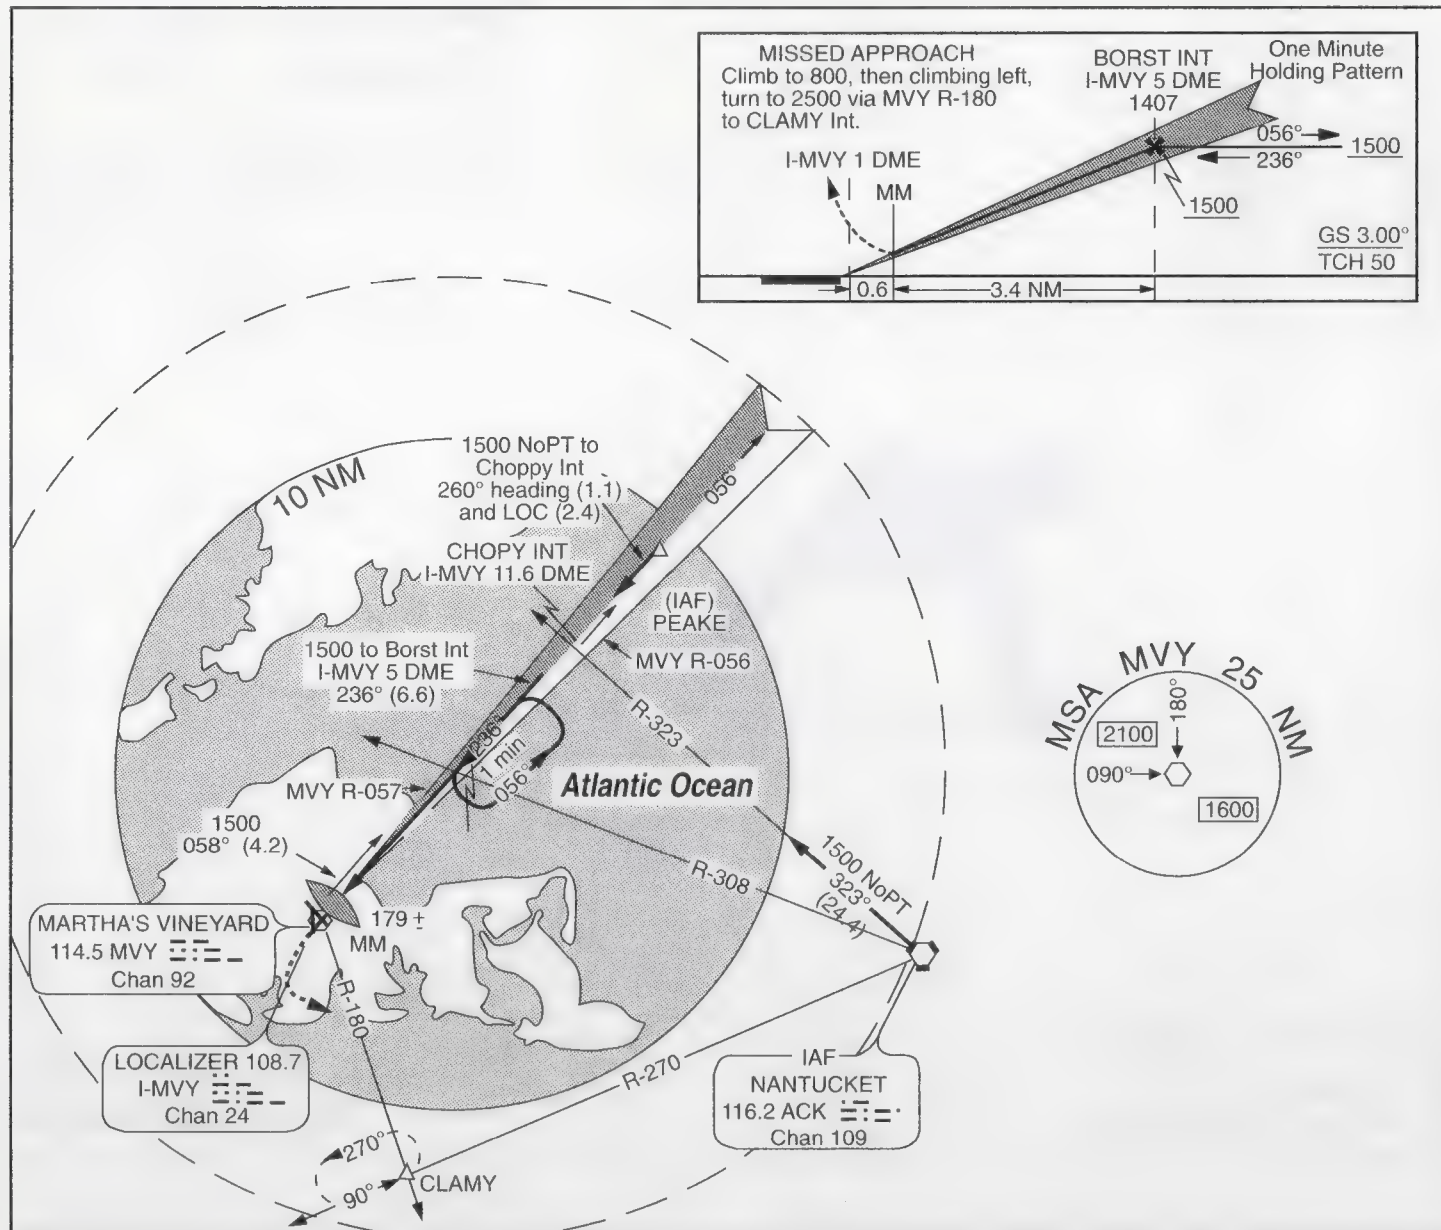 MISSED APPROACH
Climb to 800, then climbing left,
turn to 2500 via MVY R-180
to CLAMY Int.
BORST INT
I-MVY 5 DME
1407
One Minute
Holding Pattern
056°
236°
1500
I-MVY 1 DME
MM
1500
GS 3.00°
TCH 50
0.6
3.4 NM
10 NM
1500 NoPT to
Choppy Int
260° heading (1.1)
and LOC (2.4)
056°
CHOPY INT
I-MVY 11.6 DME
(IAF)
PEAKE
1500 to Borst Int
I-MVY 5 DME
236° (6.6)
MVY R-056
R-323
236°
1 min
056°
MVY R-057
Atlantic Ocean
MSA MVY 25 NM
180°
2100
090°
1600
1500
058° (4.2)
R-308
1500 NoPT
323°
(24.4)
MARTHA'S VINEYARD
114.5 MVY
Chan 92
179 ±
MM
R-180
LOCALIZER 108.7
I-MVY
Chan 24
R-270
IAF
NANTUCKET
116.2 ACK
Chan 109
270°
90°
CLAMY